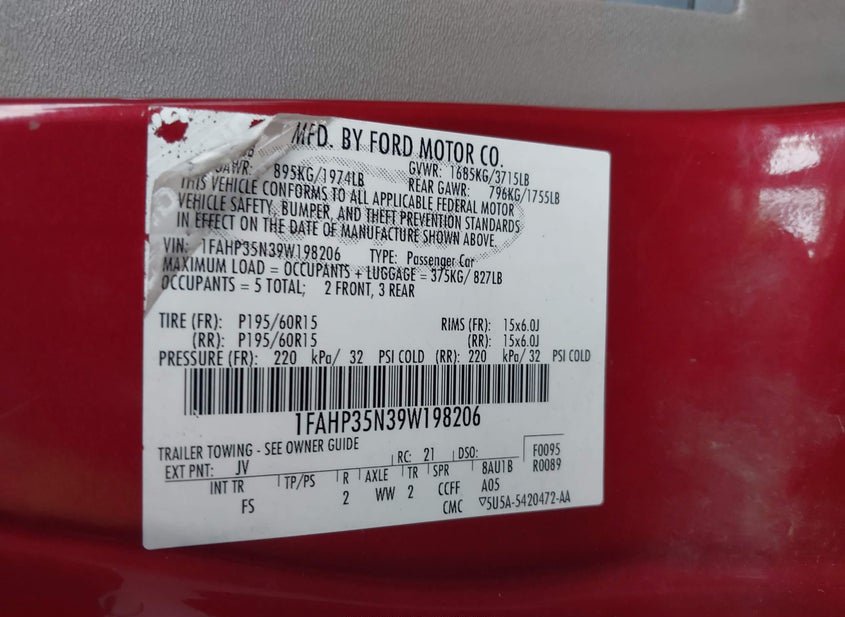 MFD. BY FORD MOTOR CO.
GVWR: 1685KG/3715LB
GAWR: 895KG/1974LB REAR GAWR: 796KG/1755LB
THIS VEHICLE CONFORMS TO ALL APPLICABLE FEDERAL MOTOR
VEHICLE SAFETY, BUMPER, AND THEFT PREVENTION STANDARDS
IN EFFECT ON THE DATE OF MANUFACTURE SHOWN ABOVE.
VIN: 1FAHP35N39W198206 TYPE: Passenger Car
MAXIMUM LOAD = OCCUPANTS + LUGGAGE = 375KG/ 827LB
OCCUPANTS = 5 TOTAL; 2 FRONT, 3 REAR
TIRE (FR): P195/60R15 RIMS (FR): 15x6.0J
(RR): P195/60R15 (RR): 15x6.0J
PRESSURE (FR): 220 kPa/ 32 PSI COLD (RR): 220 kPa/ 32 PSI COLD
1FAHP35N39W198206
TRAILER TOWING - SEE OWNER GUIDE
EXT PNT: JV RC: 21 DSO: F0095
R0089
INT TR TP/PS R AXLE TR SPR 8AU1B
FS 2 WW 2 CCFF A05
CMC ▽5U5A-5420472-AA